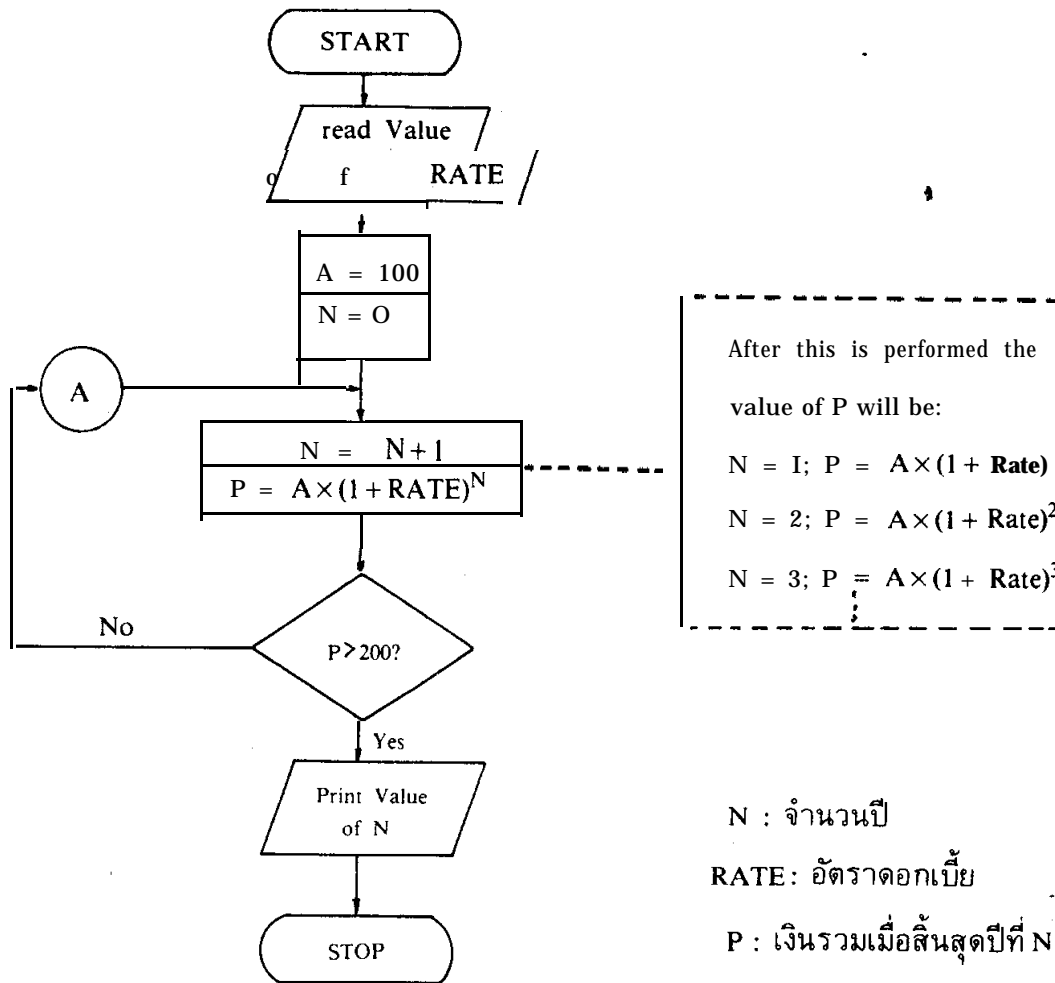 START
read Value
of RATE
A = 100
N = O
A
N = N+1
P = A×(1+RATE)^N
After this is performed the
value of P will be:
N = I; P = A×(1+ Rate)
N = 2; P = A×(1+ Rate)²
N = 3; P = A×(1+ Rate)³
No
P>200?
Yes
Print Value
of N
STOP
N : จำนวนปี
RATE: อัตราดอกเบี้ย
P : เงินรวมเมื่อสิ้นสุดปีที่ N